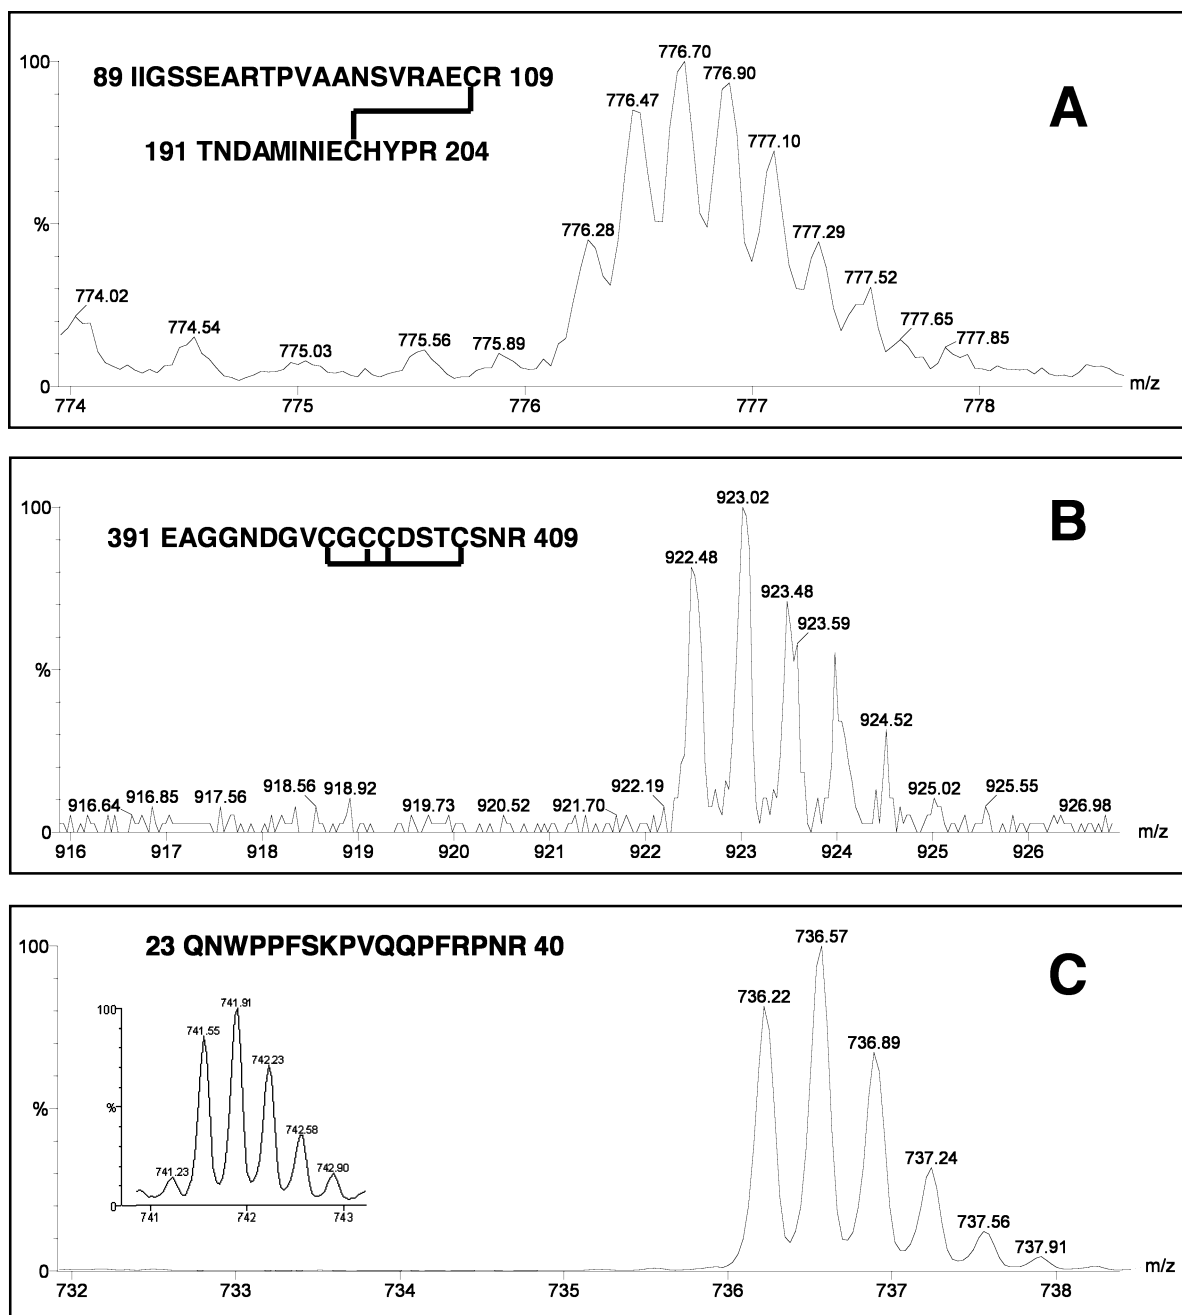 100
89 IIGSSEARTPVAANSVRAECR 109
191 TNDAMINIECHYPR 204
A
776.70
776.90
776.47
777.10
776.28
777.29
777.52
777.65
777.85
774.02
774.54
775.03
775.56
775.89
%
0
m/z
774 775 776 777 778
100
391 EAGGNDGVCGCCDSTCSNR 409
B
923.02
922.48
923.48
923.59
924.52
%
916.64 916.85 917.56 918.56 918.92 919.73 920.52 921.70 922.19 925.02 925.55 926.98
0
m/z
916 917 918 919 920 921 922 923 924 925 926
100
23 QNWPPFSKPVQQPFRPNR 40
C
736.57
736.22
736.89
737.24
737.56
737.91
%
0
m/z
732 733 734 735 736 737 738
100
741.91
741.55
742.23
742.58
742.90
741.23
%
0
741 742 743